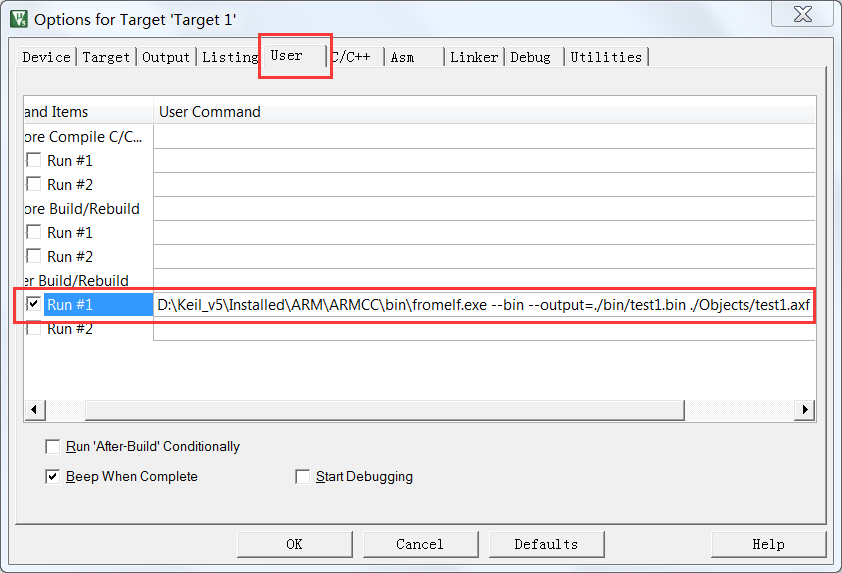 Options for Target 'Target 1'
Device Target Output Listing User C/C++ Asm Linker Debug Utilities
and Items User Command
ore Compile C/C...
Run #1
Run #2
ore Build/Rebuild
Run #1
Run #2
er Build/Rebuild
Run #1 D:\Keil_v5\Installed\ARM\ARMCC\bin\fromelf.exe --bin --output=./bin/test1.bin ./Objects/test1.axf
Run #2
Run 'After-Build' Conditionally
Beep When Complete Start Debugging
OK Cancel Defaults Help